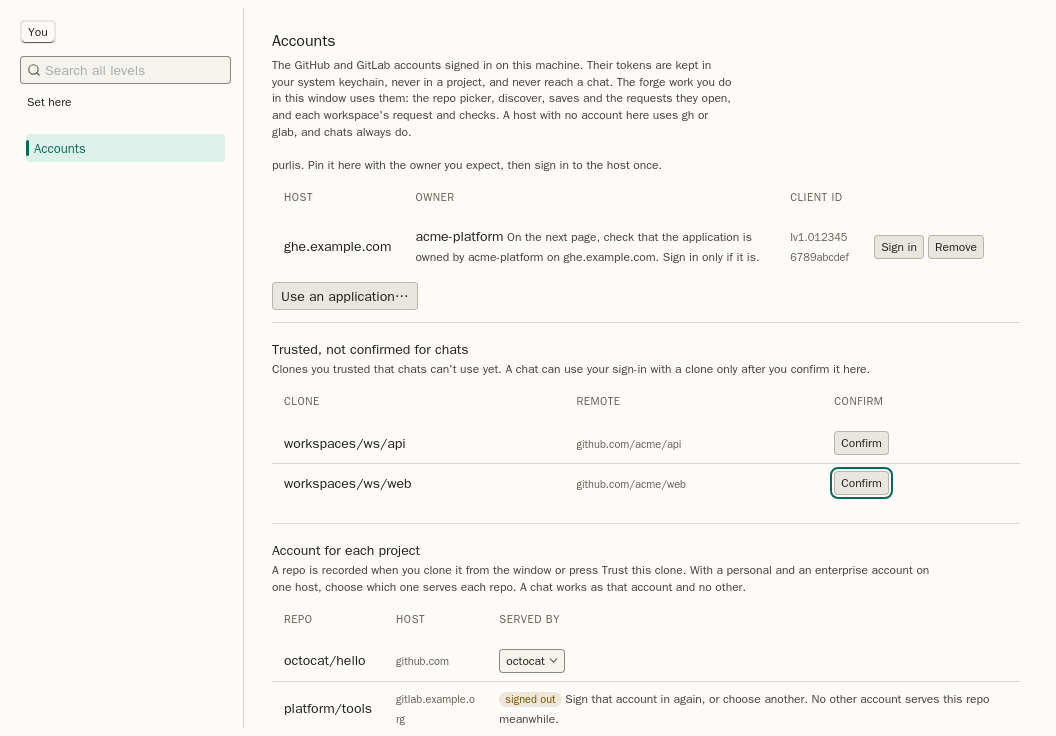 You
Search all levels
Set here
Accounts
Accounts
The GitHub and GitLab accounts signed in on this machine. Their tokens are kept in
your system keychain, never in a project, and never reach a chat. The forge work you do
in this window uses them: the repo picker, discover, saves and the requests they open,
and each workspace's request and checks. A host with no account here uses gh or
glab, and chats always do.
purlis. Pin it here with the owner you expect, then sign in to the host once.
HOST OWNER CLIENT ID
ghe.example.com
acme-platform On the next page, check that the application is
owned by acme-platform on ghe.example.com. Sign in only if it is.
Iv1.012345
6789abcdef
Sign in Remove
Use an application···
Trusted, not confirmed for chats
Clones you trusted that chats can't use yet. A chat can use your sign-in with a clone only after you confirm it here.
CLONE REMOTE CONFIRM
workspaces/ws/api github.com/acme/api Confirm
workspaces/ws/web github.com/acme/web Confirm
Account for each project
A repo is recorded when you clone it from the window or press Trust this clone. With a personal and an enterprise account on
one host, choose which one serves each repo. A chat works as that account and no other.
REPO HOST SERVED BY
octocat/hello github.com octocat
platform/tools
gitlab.example.o
rg
signed out Sign that account in again, or choose another. No other account serves this repo
meanwhile.